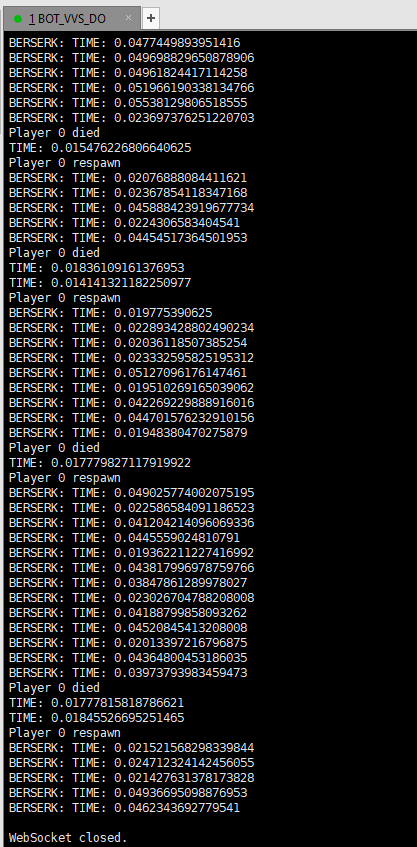 1 BOT_VVS_DO
BERSERK: TIME: 0.0477449893951416
BERSERK: TIME: 0.049698829650878906
BERSERK: TIME: 0.04961824417114258
BERSERK: TIME: 0.051966190338134766
BERSERK: TIME: 0.05538129806518555
BERSERK: TIME: 0.023697376251220703
Player 0 died
TIME: 0.015476226806640625
Player 0 respawn
BERSERK: TIME: 0.02076888084411621
BERSERK: TIME: 0.02367854118347168
BERSERK: TIME: 0.045888423919677734
BERSERK: TIME: 0.0224306583404541
BERSERK: TIME: 0.04454517364501953
Player 0 died
TIME: 0.01836109161376953
TIME: 0.014141321182250977
Player 0 respawn
BERSERK: TIME: 0.019775390625
BERSERK: TIME: 0.022893428802490234
BERSERK: TIME: 0.02036118507385254
BERSERK: TIME: 0.023332595825195312
BERSERK: TIME: 0.05127096176147461
BERSERK: TIME: 0.019510269165039062
BERSERK: TIME: 0.042269229888916016
BERSERK: TIME: 0.044701576232910156
BERSERK: TIME: 0.01948380470275879
Player 0 died
TIME: 0.017779827117919922
Player 0 respawn
BERSERK: TIME: 0.049025774002075195
BERSERK: TIME: 0.022586584091186523
BERSERK: TIME: 0.041204214096069336
BERSERK: TIME: 0.0445559024810791
BERSERK: TIME: 0.019362211227416992
BERSERK: TIME: 0.043817996978759766
BERSERK: TIME: 0.03847861289978027
BERSERK: TIME: 0.023026704788208008
BERSERK: TIME: 0.04188799858093262
BERSERK: TIME: 0.04520845413208008
BERSERK: TIME: 0.02013397216796875
BERSERK: TIME: 0.04364800453186035
BERSERK: TIME: 0.03973793983459473
Player 0 died
TIME: 0.01777815818786621
TIME: 0.01845526695251465
Player 0 respawn
BERSERK: TIME: 0.021521568298339844
BERSERK: TIME: 0.024712324142456055
BERSERK: TIME: 0.021427631378173828
BERSERK: TIME: 0.04936695098876953
BERSERK: TIME: 0.0462343692779541
WebSocket closed.